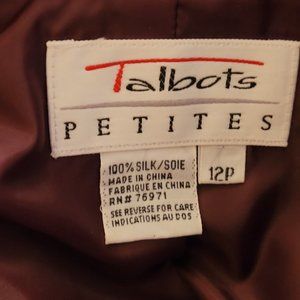 Talbots
PETITES
100% SILK/SOIE
MADE IN CHINA
FABRIQUE EN CHINA
RN# 76971
SEE REVERSE FOR CARE
INDICATIONS AU DOS
12P